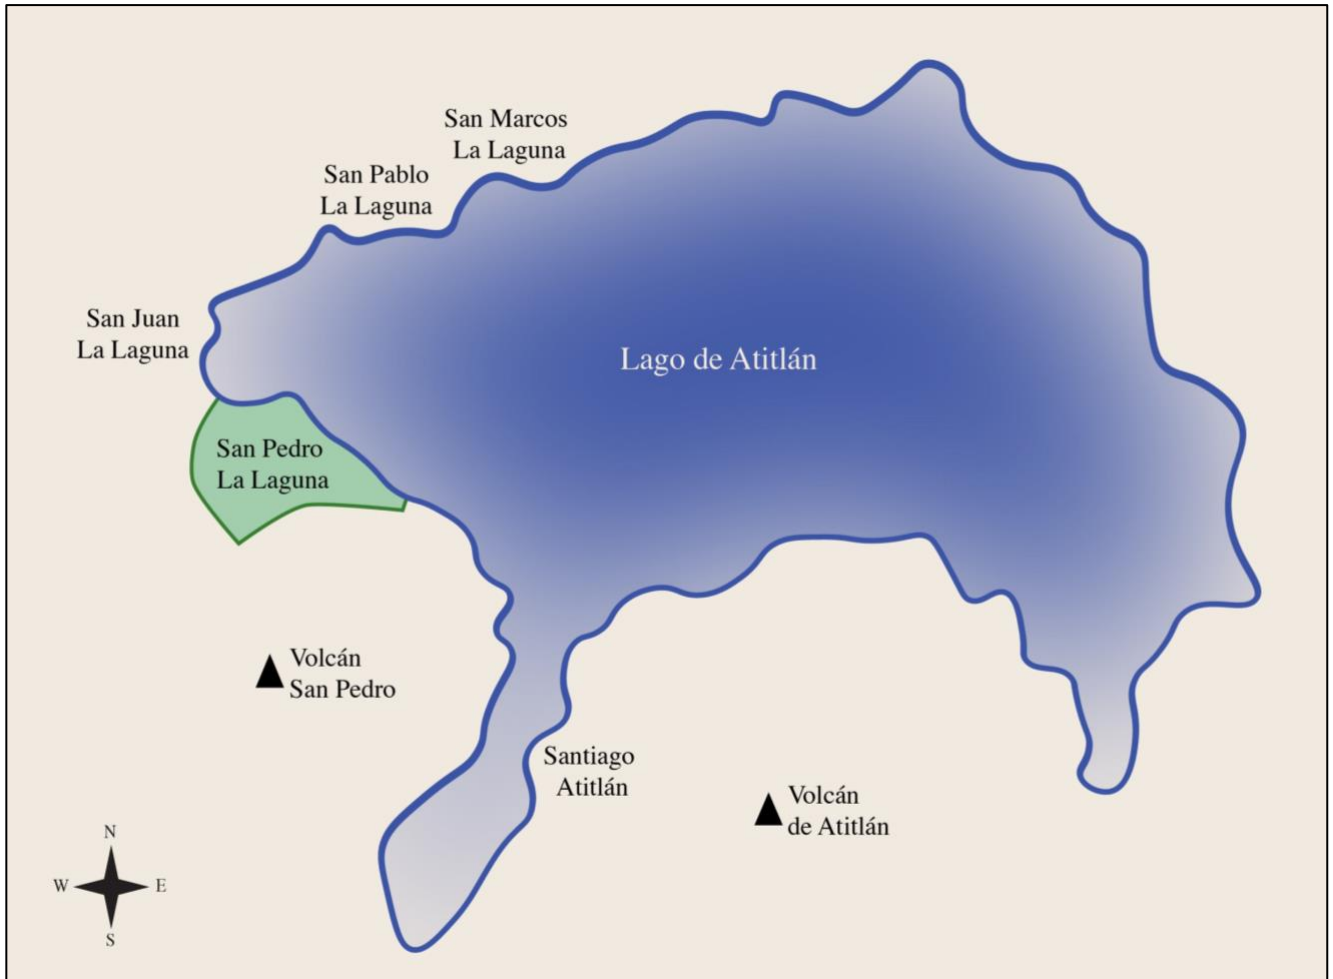 San Marcos
La Laguna
San Pablo
La Laguna
San Juan
La Laguna
Lago de Atitlán
San Pedro
La Laguna
Volcán
San Pedro
Santiago
Atitlán
Volcán
de Atitlán
N
W E
S